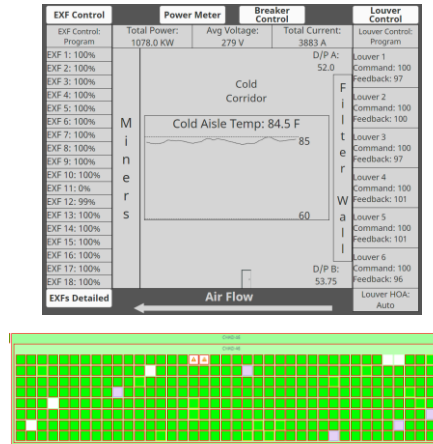 EXF Control
Power Meter
Breaker
Control
Louver
Control
EXF Control:
Program
Total Power:
1078.0 KW
Avg Voltage:
279 V
Total Current:
3883 A
Louver Control:
Program
EXF 1: 100%
EXF 2: 100%
EXF 3: 100%
EXF 4: 100%
EXF 5: 100%
EXF 6: 100%
EXF 7: 100%
EXF 8: 100%
EXF 9: 100%
EXF 10: 100%
EXF 11: 0%
EXF 12: 99%
EXF 13: 100%
EXF 14: 100%
EXF 15: 100%
EXF 16: 100%
EXF 17: 100%
EXF 18: 100%
Miners
D/P A:
52.0
Cold
Corridor
Cold Aisle Temp: 84.5 F
85
60
Filter Wall
D/P B:
53.75
Louver 1
Command: 100
Feedback: 97
Louver 2
Command: 100
Feedback: 100
Louver 3
Command: 100
Feedback: 97
Louver 4
Command: 100
Feedback: 101
Louver 5
Command: 100
Feedback: 101
Louver 6
Command: 100
Feedback: 96
EXFs Detailed
Air Flow
Louver HOA:
Auto